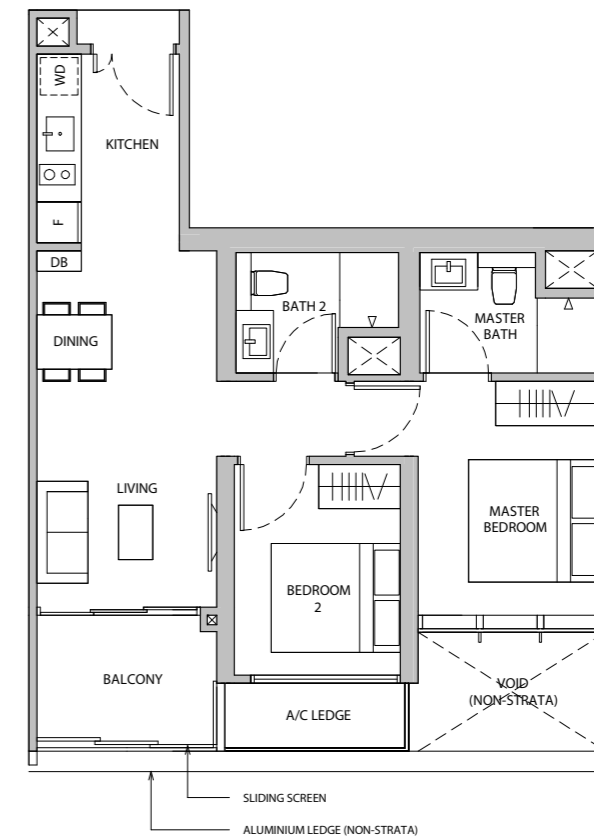 WD
KITCHEN
F
DB
BATH 2
MASTER
BATH
DINING
LIVING
MASTER
BEDROOM
BEDROOM
2
BALCONY
VOID
(NON-STRATA)
A/C LEDGE
SLIDING SCREEN
ALUMINIUM LEDGE (NON-STRATA)